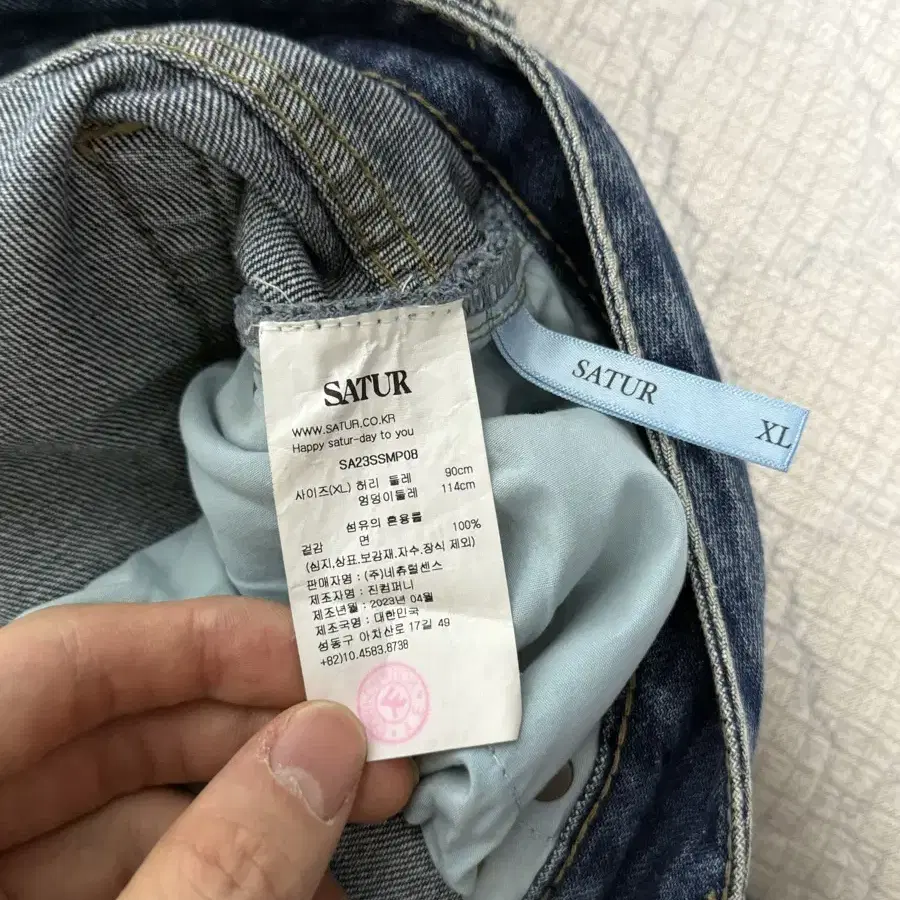 SATUR
WWW.SATUR.CO.KR
Happy satur-day to you
SA23SSMP08
사이즈(XL) 허리 둘레 90cm
엉덩이둘레 114cm
섬유의 혼용률
겉감 면 100%
(심지,상표.보강재.자수.장식 제외)
판매자명 : (주)네츄럴센스
제조자명 : 진컴퍼니
제조년월 : 2023년 04월
제조국명 : 대한민국
성동구 아차산로 17길 49
+82)10.4583.8738
4
SATUR XL